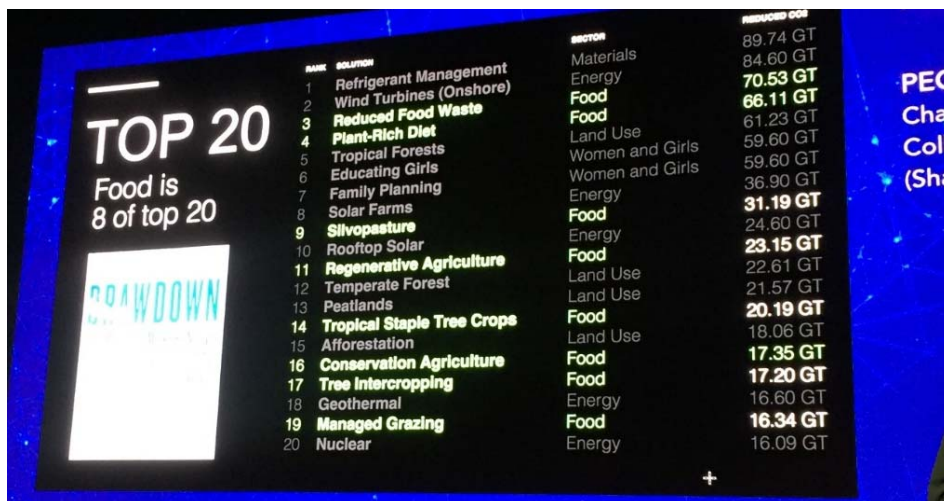 TOP 20
Food is
8 of top 20
DRAWDOWN
RANK SOLUTION SECTOR REDUCED CO2
1 Refrigerant Management Materials 89.74 GT
2 Wind Turbines (Onshore) Energy 84.60 GT
3 Reduced Food Waste Food 70.53 GT
4 Plant-Rich Diet Food 66.11 GT
5 Tropical Forests Land Use 61.23 GT
6 Educating Girls Women and Girls 59.60 GT
7 Family Planning Women and Girls 59.60 GT
8 Solar Farms Energy 36.90 GT
9 Silvopasture Food 31.19 GT
10 Rooftop Solar Energy 24.60 GT
11 Regenerative Agriculture Food 23.15 GT
12 Temperate Forest Land Use 22.61 GT
13 Peatlands Land Use 21.57 GT
14 Tropical Staple Tree Crops Food 20.19 GT
15 Afforestation Land Use 18.06 GT
16 Conservation Agriculture Food 17.35 GT
17 Tree Intercropping Food 17.20 GT
18 Geothermal Energy 16.60 GT
19 Managed Grazing Food 16.34 GT
20 Nuclear Energy 16.09 GT
PEO
Cha
Col
(Sha